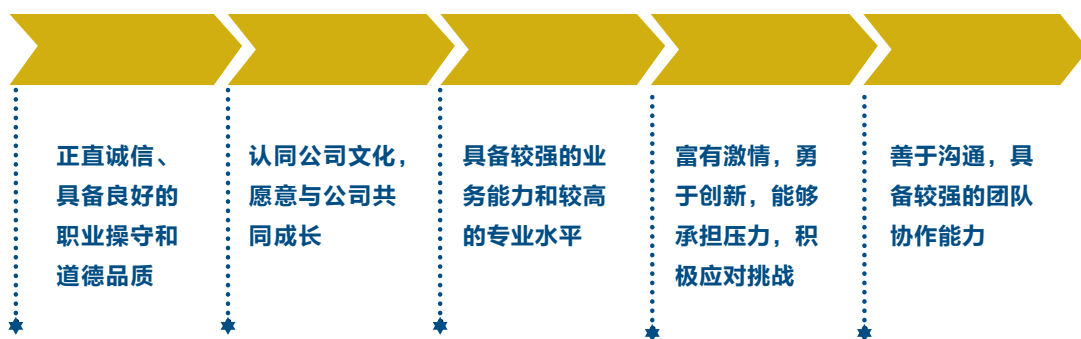 正直诚信、
具备良好的
职业操守和
道德品质
认同公司文化，
愿意与公司共
同成长
具备较强的业
务能力和较高
的专业水平
富有激情，勇
于创新，能够
承担压力，积
极应对挑战
善于沟通，具
备较强的团队
协作能力